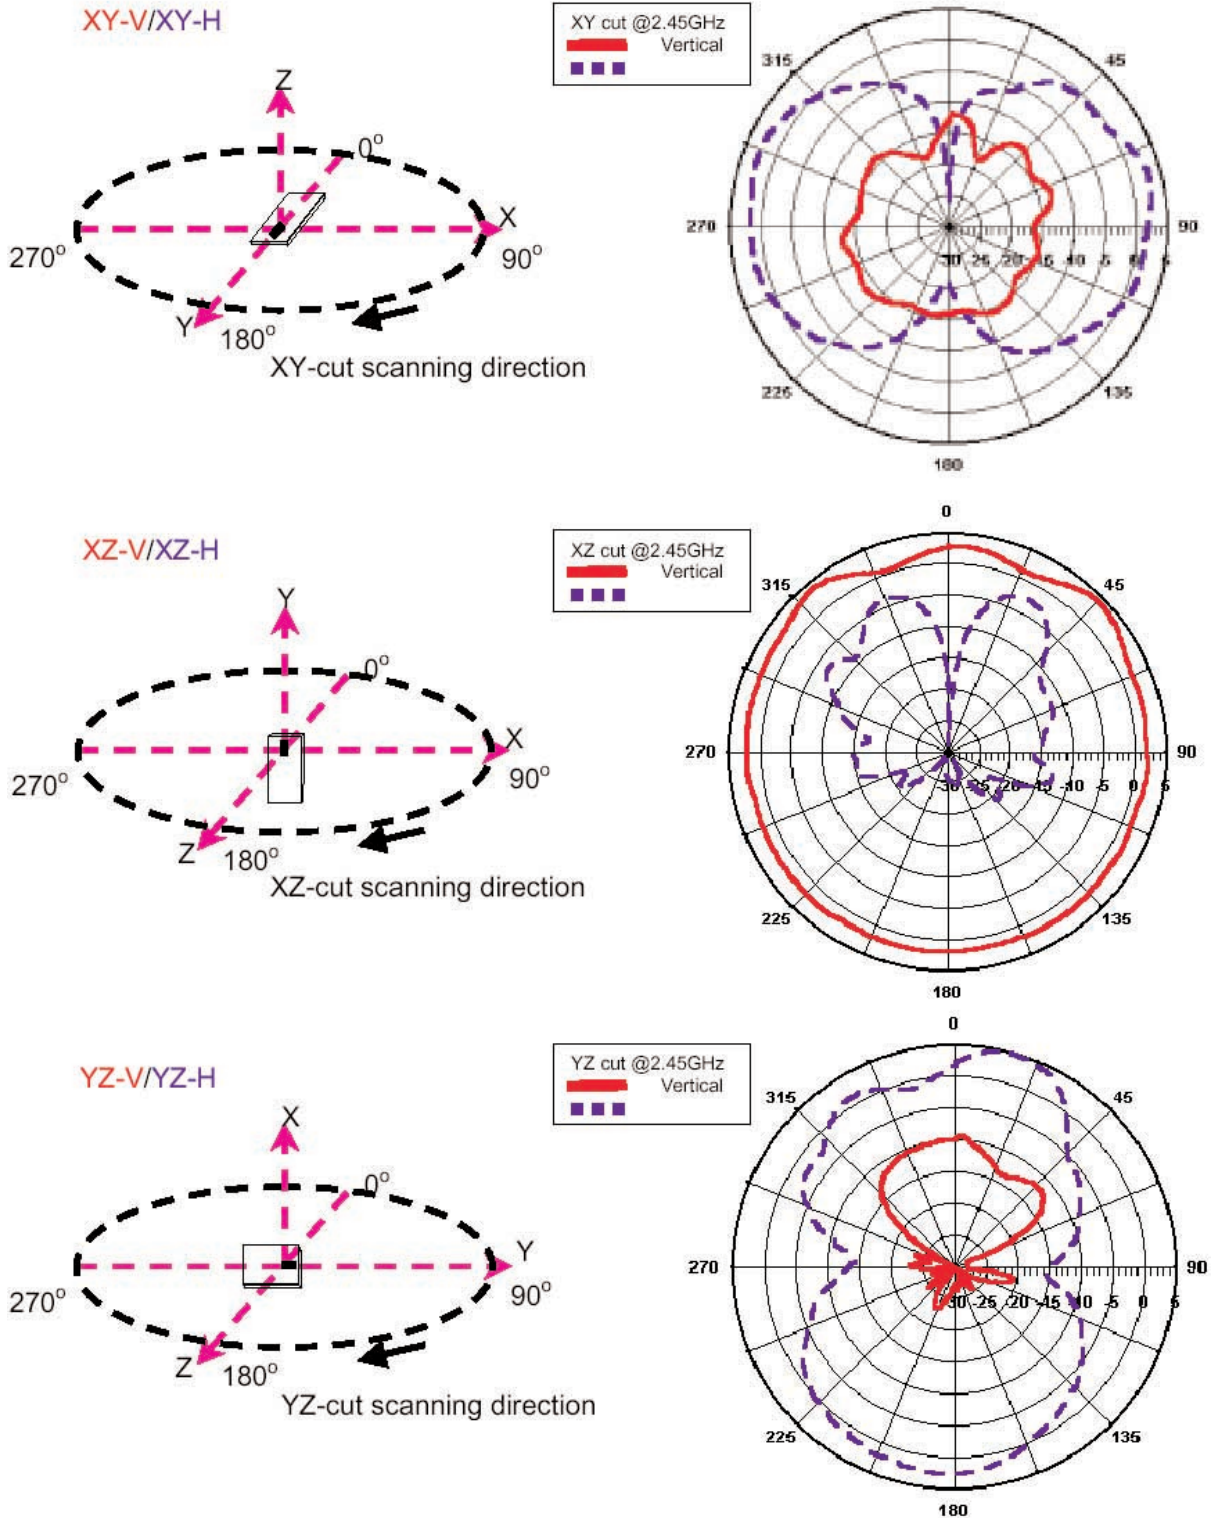 XY-V/XY-H
Z
0°
X
270°
90°
Y
180°
XY-cut scanning direction
XY cut @2.45GHz
Vertical
315
45
270
90
-30 -25 -20 -15 -10 -5 0 5
225
135
180
XZ-V/XZ-H
Y
0°
X
270°
90°
Z
180°
XZ-cut scanning direction
XZ cut @2.45GHz
Vertical
0
315
45
270
90
-30 -25 -20 -15 -10 -5 0 5
225
135
180
YZ-V/YZ-H
X
0°
Y
270°
90°
Z
180°
YZ-cut scanning direction
YZ cut @2.45GHz
Vertical
0
315
45
270
90
-30 -25 -20 -15 -10 -5 0 5
225
135
180